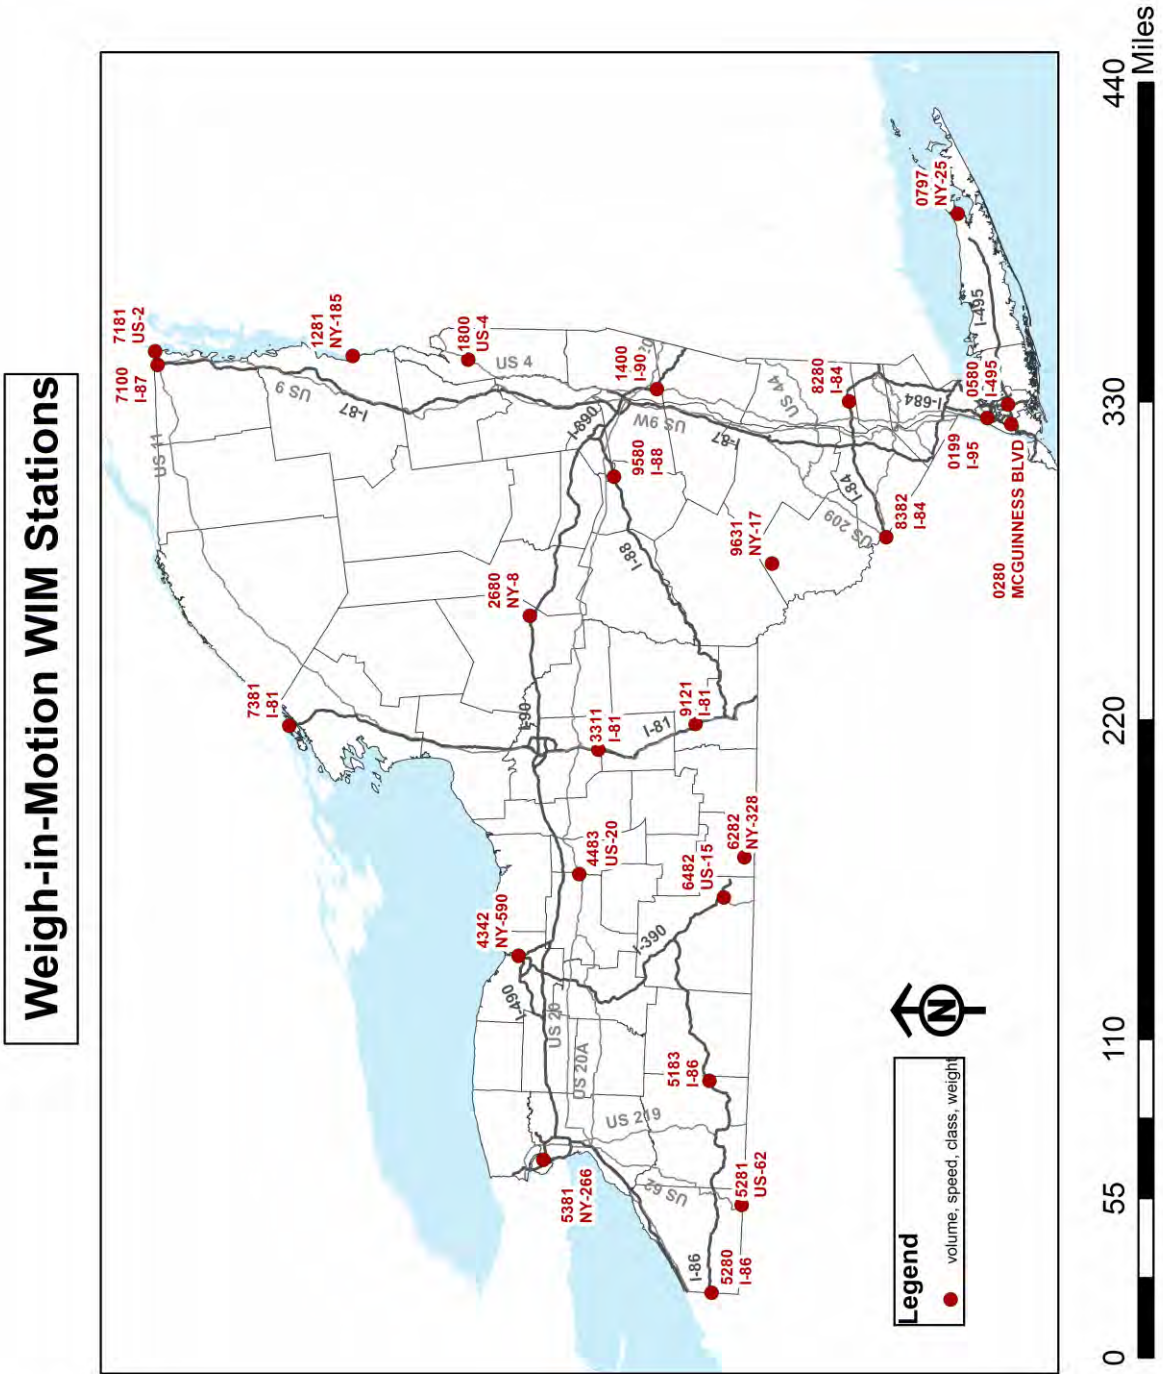 Weigh-in-Motion WIM Stations
7181
US-2
7100
I-87
1281
NY-185
1800
US-4
US 11
US 9
I-87
US 4
7381
I-81
1400
I-90
20
I-890
US 9W
I-87
US 44
9580
I-88
I-88
2680
NY-8
I-90
9631
NY-17
8280
I-84
I-84
US 209
8382
I-84
I-684
0797
NY-25
I-495
0580
I-495
0199
I-95
0280
MCGUINNESS BLVD
3311
I-81
I-81
9121
I-81
4483
US-20
4342
NY-590
6482
US-15
6282
NY-328
I-390
I-490
US 20
US 20A
US 219
5183
I-86
5381
NY-266
US 62
5281
US-62
I-86
5280
I-86
N
Legend
volume, speed, class, weight
0
55
110
220
330
440
Miles